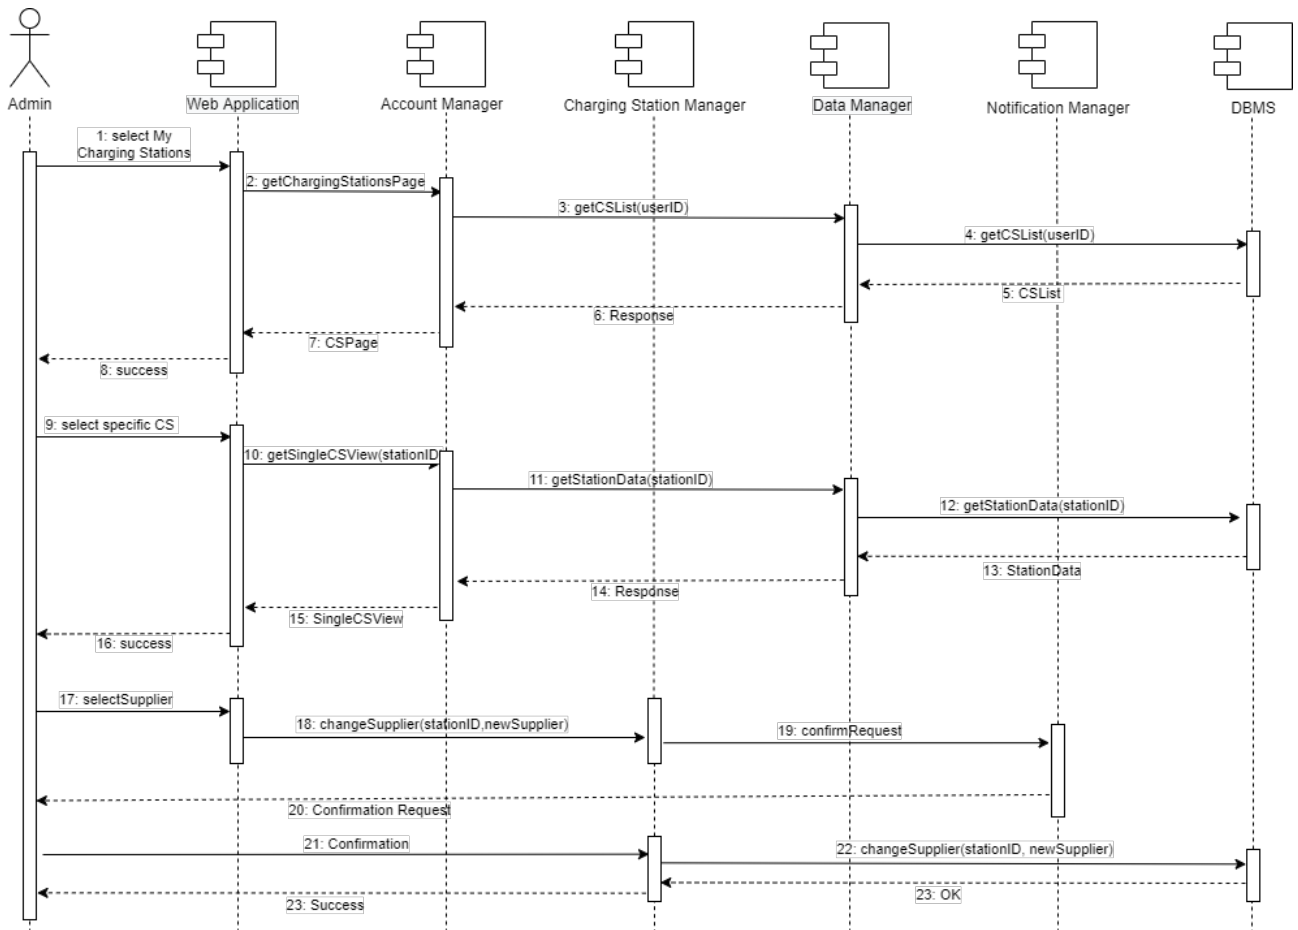 Admin
Web Application
Account Manager
Charging Station Manager
Data Manager
Notification Manager
DBMS
1: select My
Charging Stations
2: getChargingStationsPage
3: getCSList(userID)
4: getCSList(userID)
5: CSList
6: Response
7: CSPage
8: success
9: select specific CS
10: getSingleCSView(stationID
11: getStationData(stationID)
12: getStationData(stationID)
13: StationData
14: Response
15: SingleCSView
16: success
17: selectSupplier
18: changeSupplier(stationID,newSupplier)
19: confirmRequest
20: Confirmation Request
21: Confirmation
22: changeSupplier(stationID, newSupplier)
23: OK
23: Success